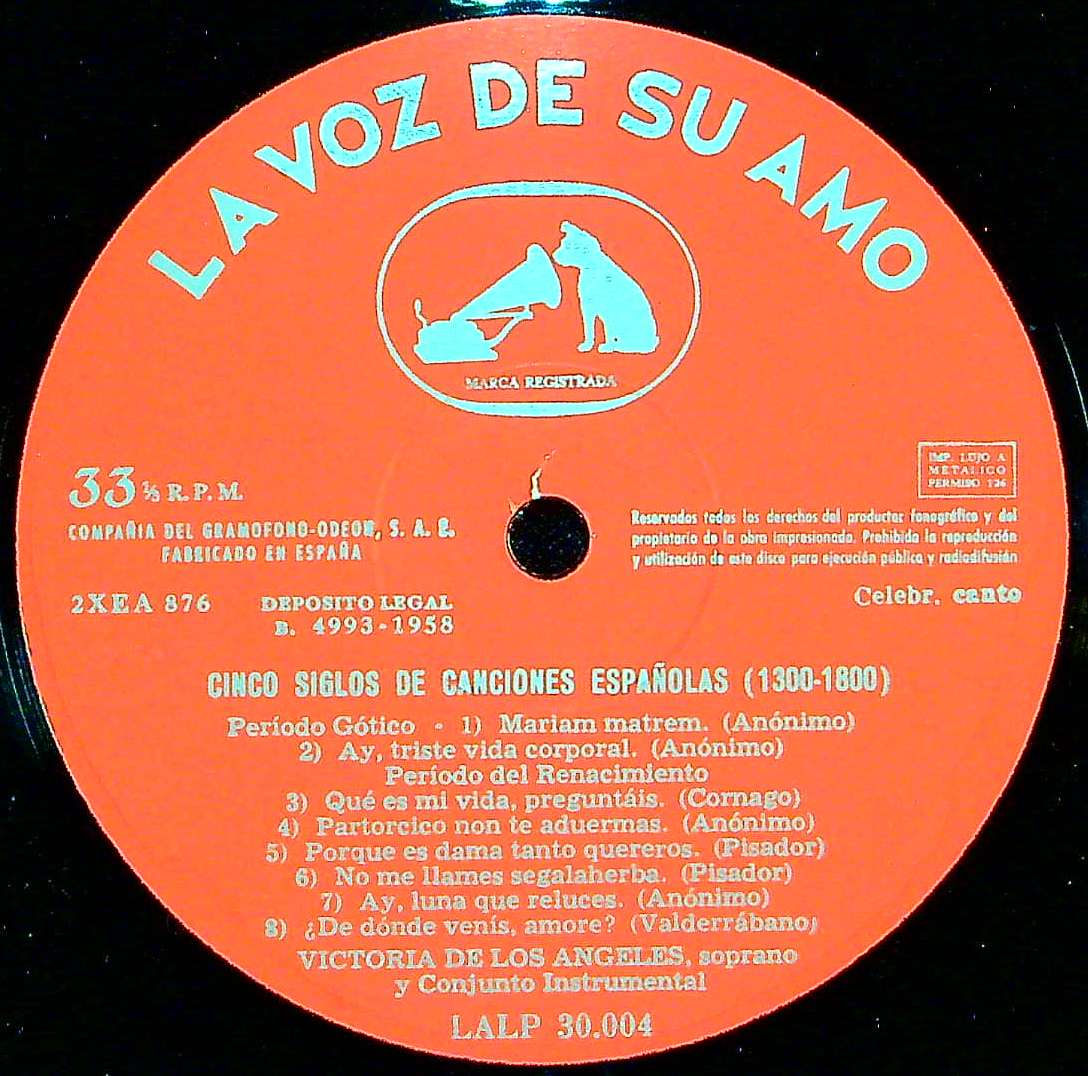 LA VOZ DE SU AMO
MARCA REGISTRADA
33 ⅓ R. P. M.
COMPAÑIA DEL GRAMOFONO-ODEON, S. A. E.
FABRICADO EN ESPAÑA
IMP. LUJO A
METALICO
PERMISO 126
Reservados todos los derechos del productor fonográfico y del
propietario de la obra impresionada. Prohibida la reproducción
y utilización de este disco para ejecución pública y radiodifusión
2XEA 876
DEPOSITO LEGAL
B. 4993-1958
Celebr. canto
CINCO SIGLOS DE CANCIONES ESPAÑOLAS (1300-1800)
Período Gótico - 1) Mariam matrem. (Anónimo)
2) Ay, triste vida corporal. (Anónimo)
Período del Renacimiento
3) Qué es mi vida, preguntáis. (Cornago)
4) Partorcico non te aduermas. (Anónimo)
5) Porque es dama tanto quereros. (Pisador)
6) No me llames segalaherba. (Pisador)
7) Ay, luna que reluces. (Anónimo)
8) ¿De dónde venís, amore? (Valderrábano)
VICTORIA DE LOS ANGELES, soprano
y Conjunto Instrumental
LALP 30.004